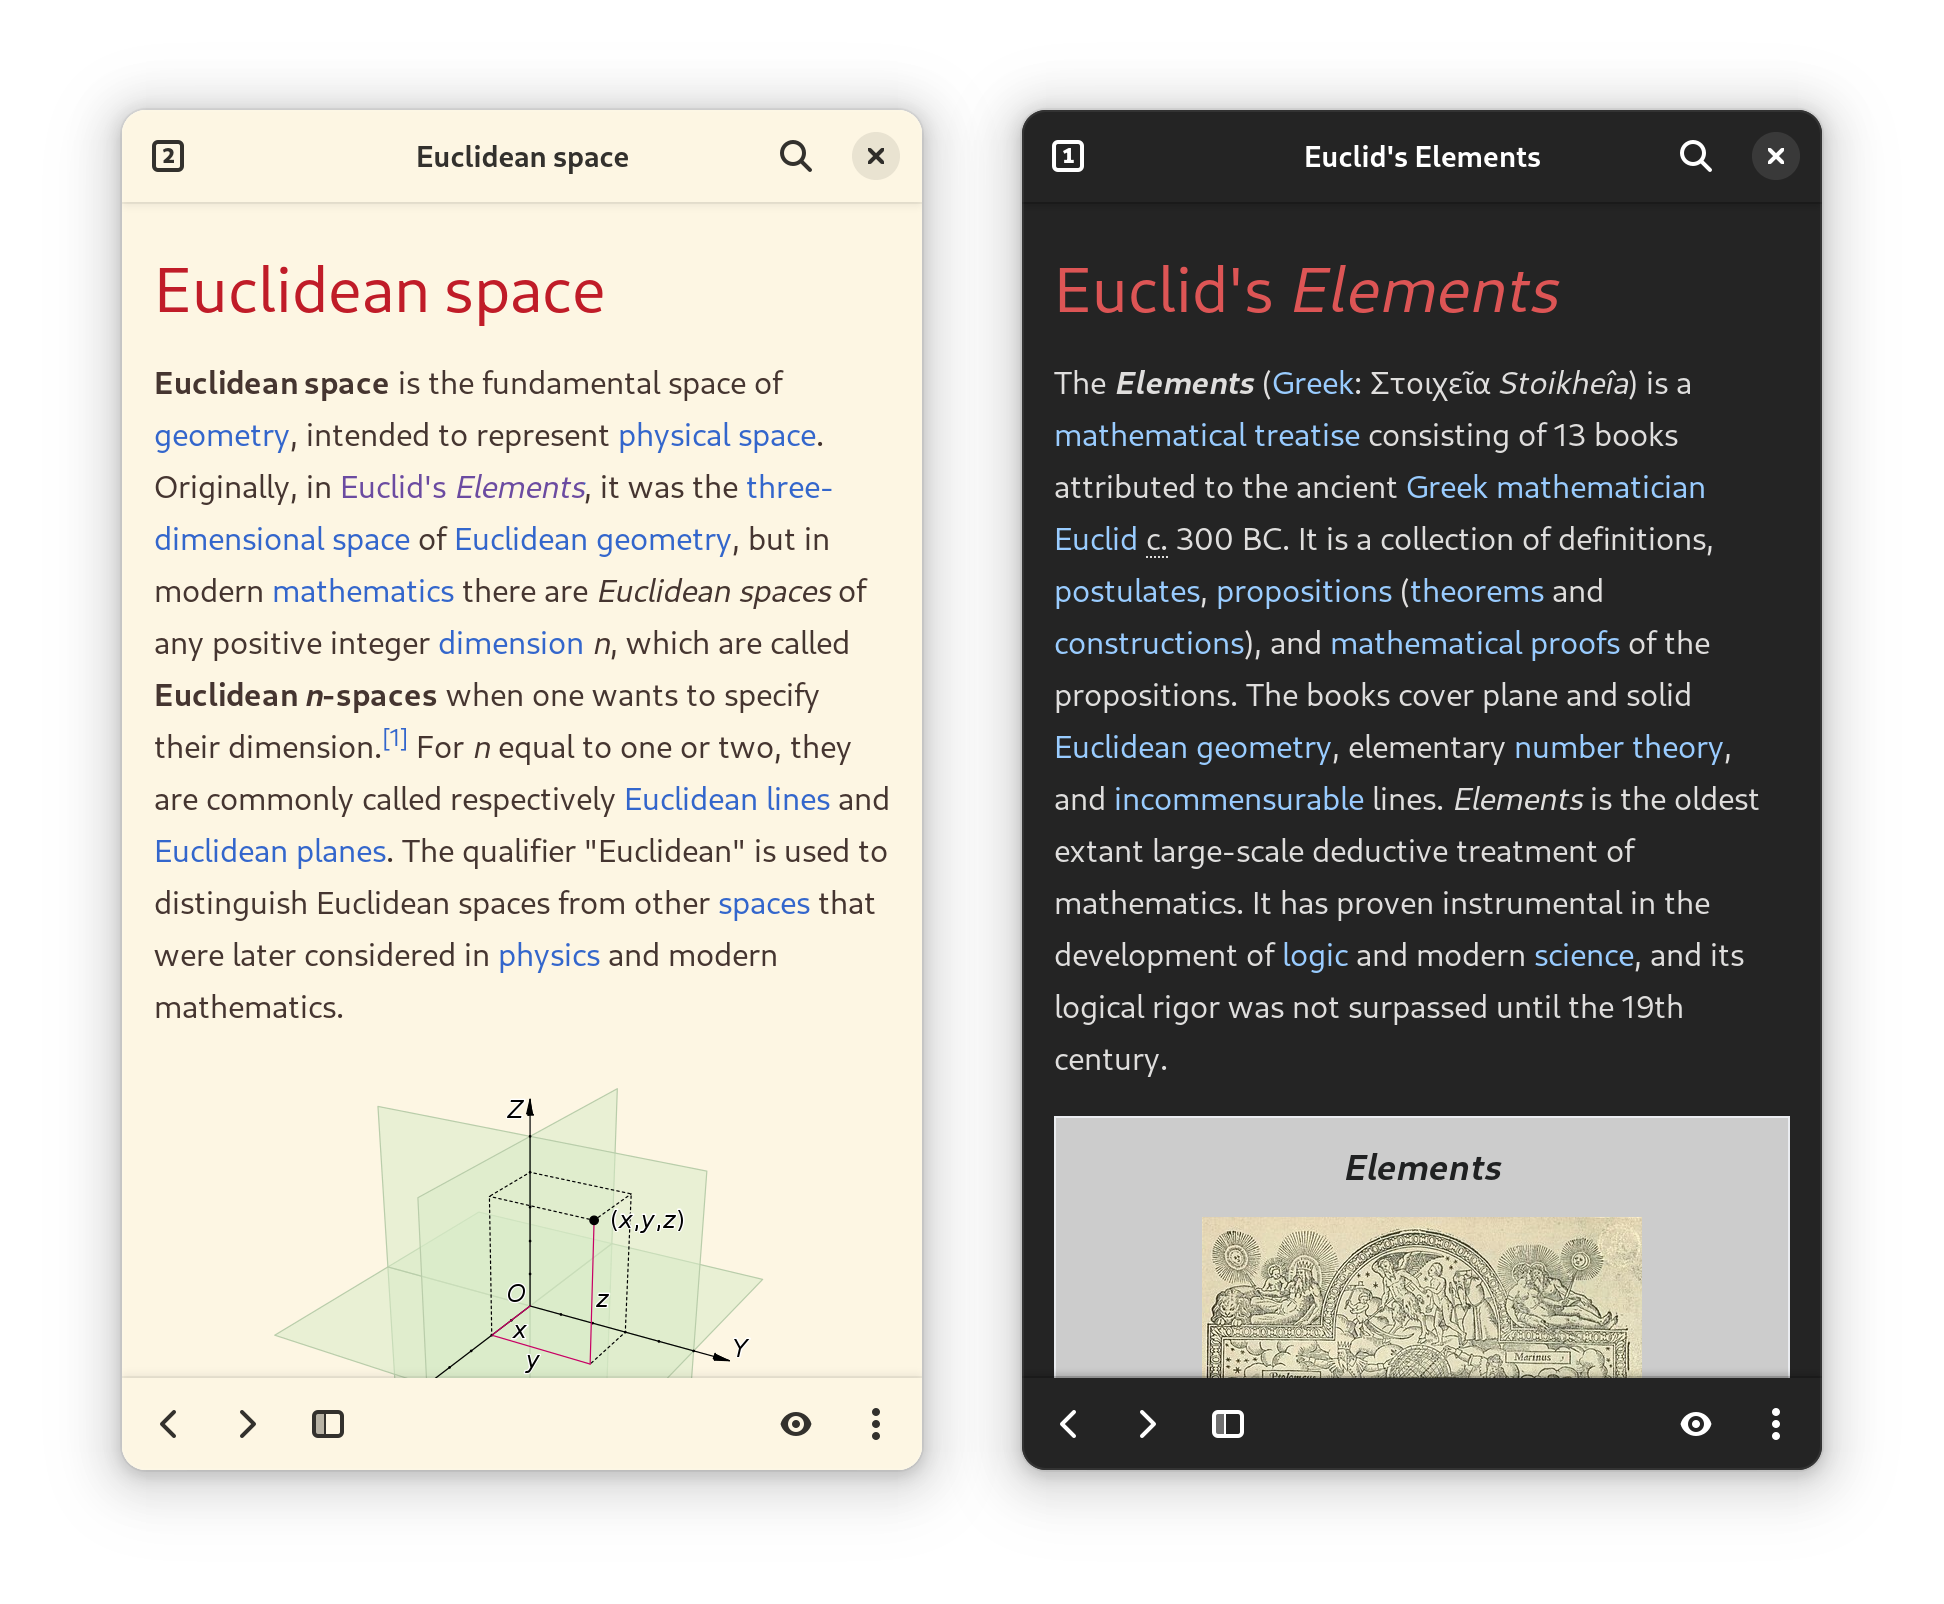 2
Euclidean space
Euclidean space
Euclidean space is the fundamental space of
geometry, intended to represent physical space.
Originally, in Euclid's Elements, it was the three-
dimensional space of Euclidean geometry, but in
modern mathematics there are Euclidean spaces of
any positive integer dimension n, which are called
Euclidean n-spaces when one wants to specify
their dimension.[1] For n equal to one or two, they
are commonly called respectively Euclidean lines and
Euclidean planes. The qualifier "Euclidean" is used to
distinguish Euclidean spaces from other spaces that
were later considered in physics and modern
mathematics.
Z
(x,y,z)
O
z
x
Y
y
1
Euclid's Elements
Euclid's Elements
The Elements (Greek: Στοιχεῖα Stoikheîa) is a
mathematical treatise consisting of 13 books
attributed to the ancient Greek mathematician
Euclid c. 300 BC. It is a collection of definitions,
postulates, propositions (theorems and
constructions), and mathematical proofs of the
propositions. The books cover plane and solid
Euclidean geometry, elementary number theory,
and incommensurable lines. Elements is the oldest
extant large-scale deductive treatment of
mathematics. It has proven instrumental in the
development of logic and modern science, and its
logical rigor was not surpassed until the 19th
century.
Elements
Marinus